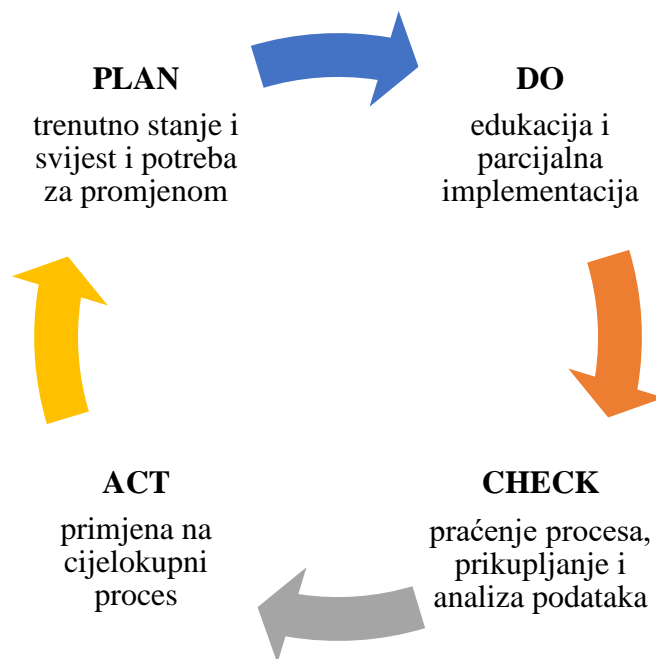 PLAN
trenutno stanje i
svijest i potreba
za promjenom
DO
edukacija i
parcijalna
implementacija
CHECK
praćenje procesa,
prikupljanje i
analiza podataka
ACT
primjena na
cijelokupni
proces